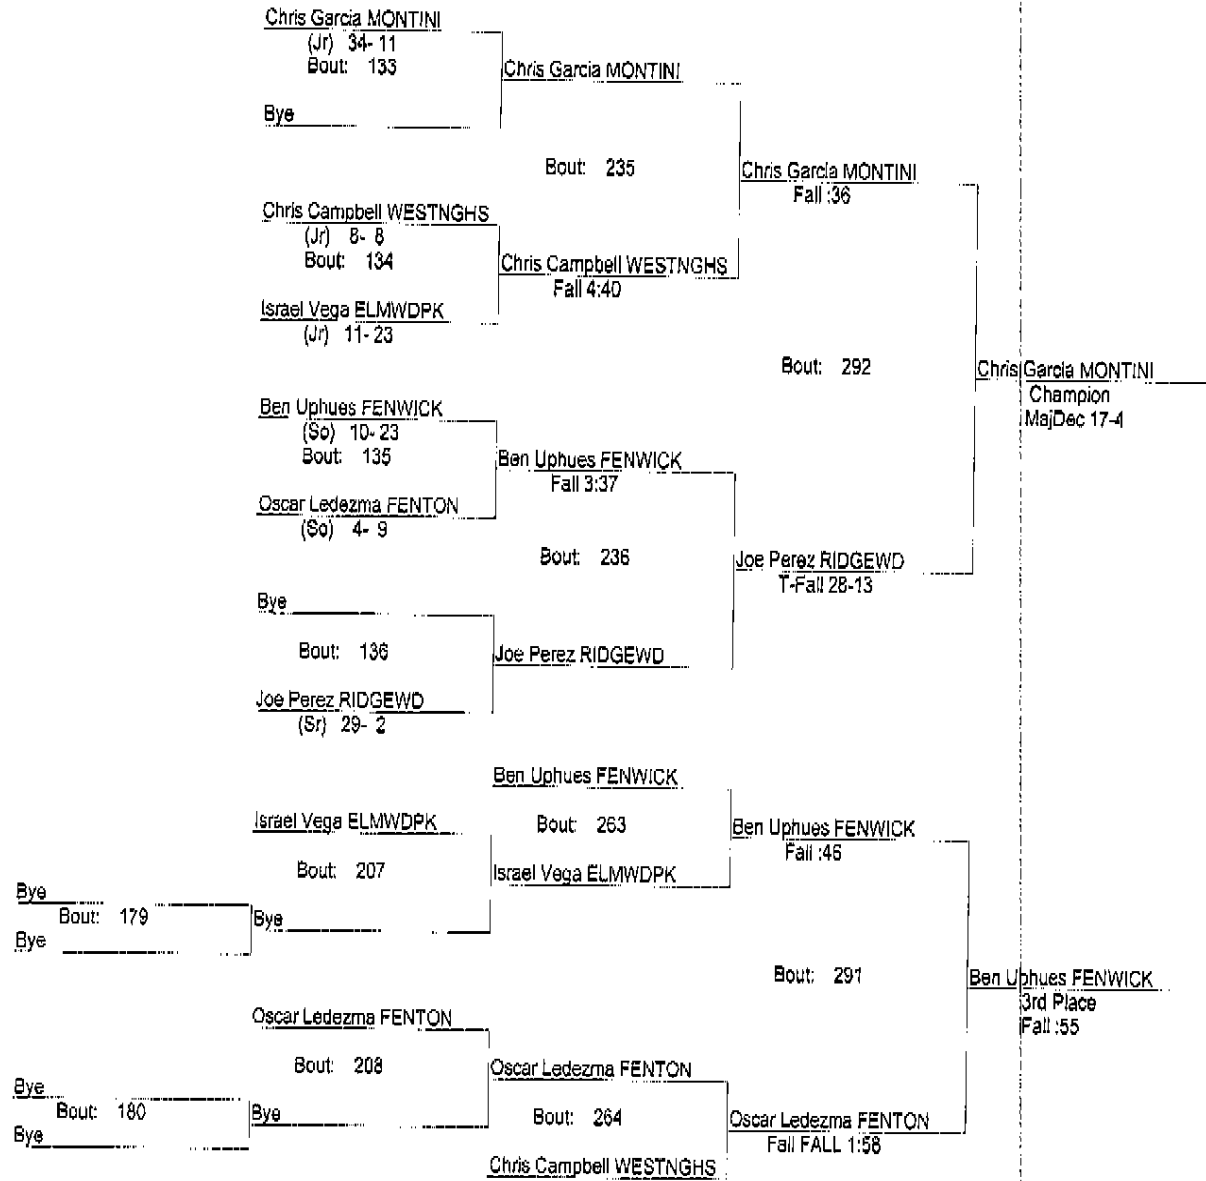 Chris Garcia MONTINI
(Jr) 34- 11
Bout: 133
Chris Garcia MONTINI
Bye
Bout: 235
Chris Garcia MONTINI
Fall :36
Chris Campbell WESTNGHS
(Jr) 8- 8
Bout: 134
Chris Campbell WESTNGHS
Fall 4:40
Israel Vega ELMWDPK
(Jr) 11- 23
Bout: 292
Chris Garcia MONTINI
Champion
MajDec 17-4
Ben Uphues FENWICK
(So) 10- 23
Bout: 135
Ben Uphues FENWICK
Fall 3:37
Oscar Ledezma FENTON
(So) 4- 9
Bout: 236
Joe Perez RIDGEWD
T-Fall 28-13
Bye
Bout: 136
Joe Perez RIDGEWD
Joe Perez RIDGEWD
(Sr) 29- 2
Ben Uphues FENWICK
Israel Vega ELMWDPK
Bout: 263
Ben Uphues FENWICK
Fall :46
Bout: 207
Israel Vega ELMWDPK
Bye
Bout: 179
Bye
Bye
Bout: 291
Ben Uphues FENWICK
3rd Place
Fall :55
Oscar Ledezma FENTON
Bout: 208
Oscar Ledezma FENTON
Bye
Bout: 180
Bye
Bye
Bout: 264
Oscar Ledezma FENTON
Fall FALL 1:58
Chris Campbell WESTNGHS